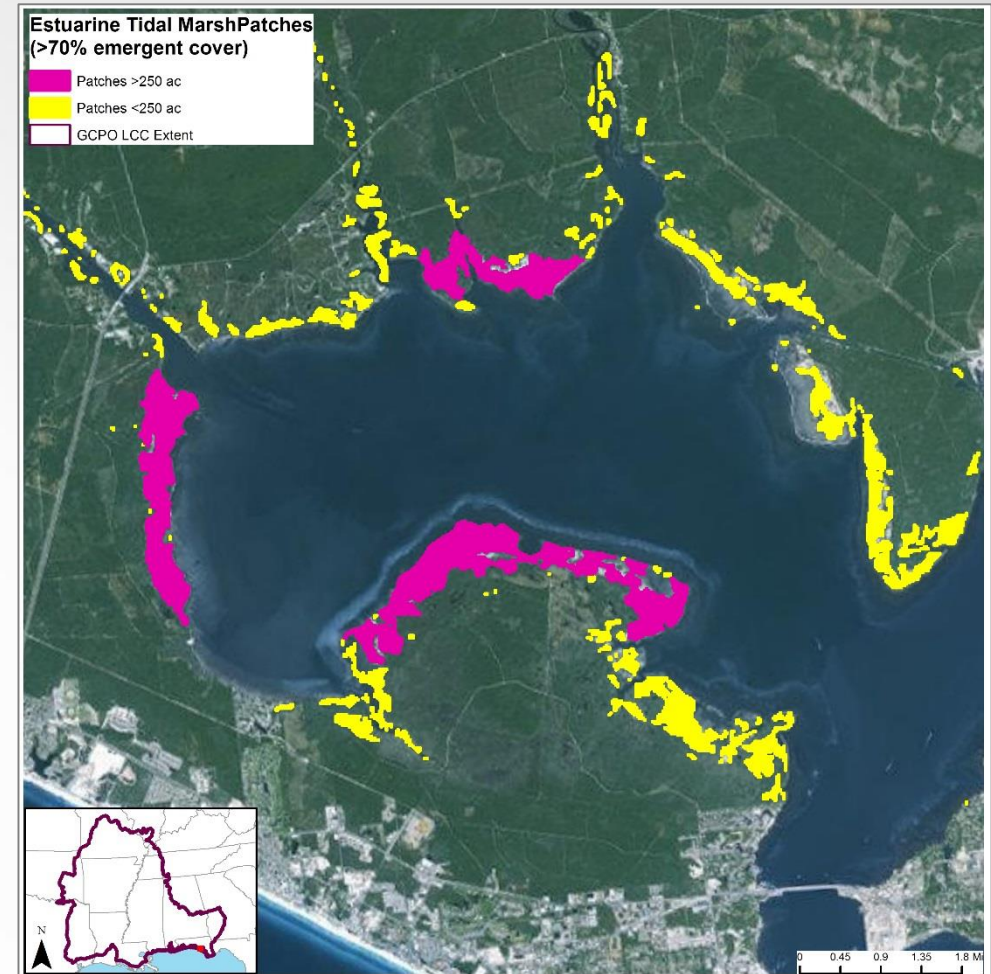 Estuarine Tidal MarshPatches
(>70% emergent cover)
Patches >250 ac
Patches <250 ac
GCPO LCC Extent
N
0 0.45 0.9 1.35 1.8 Mi